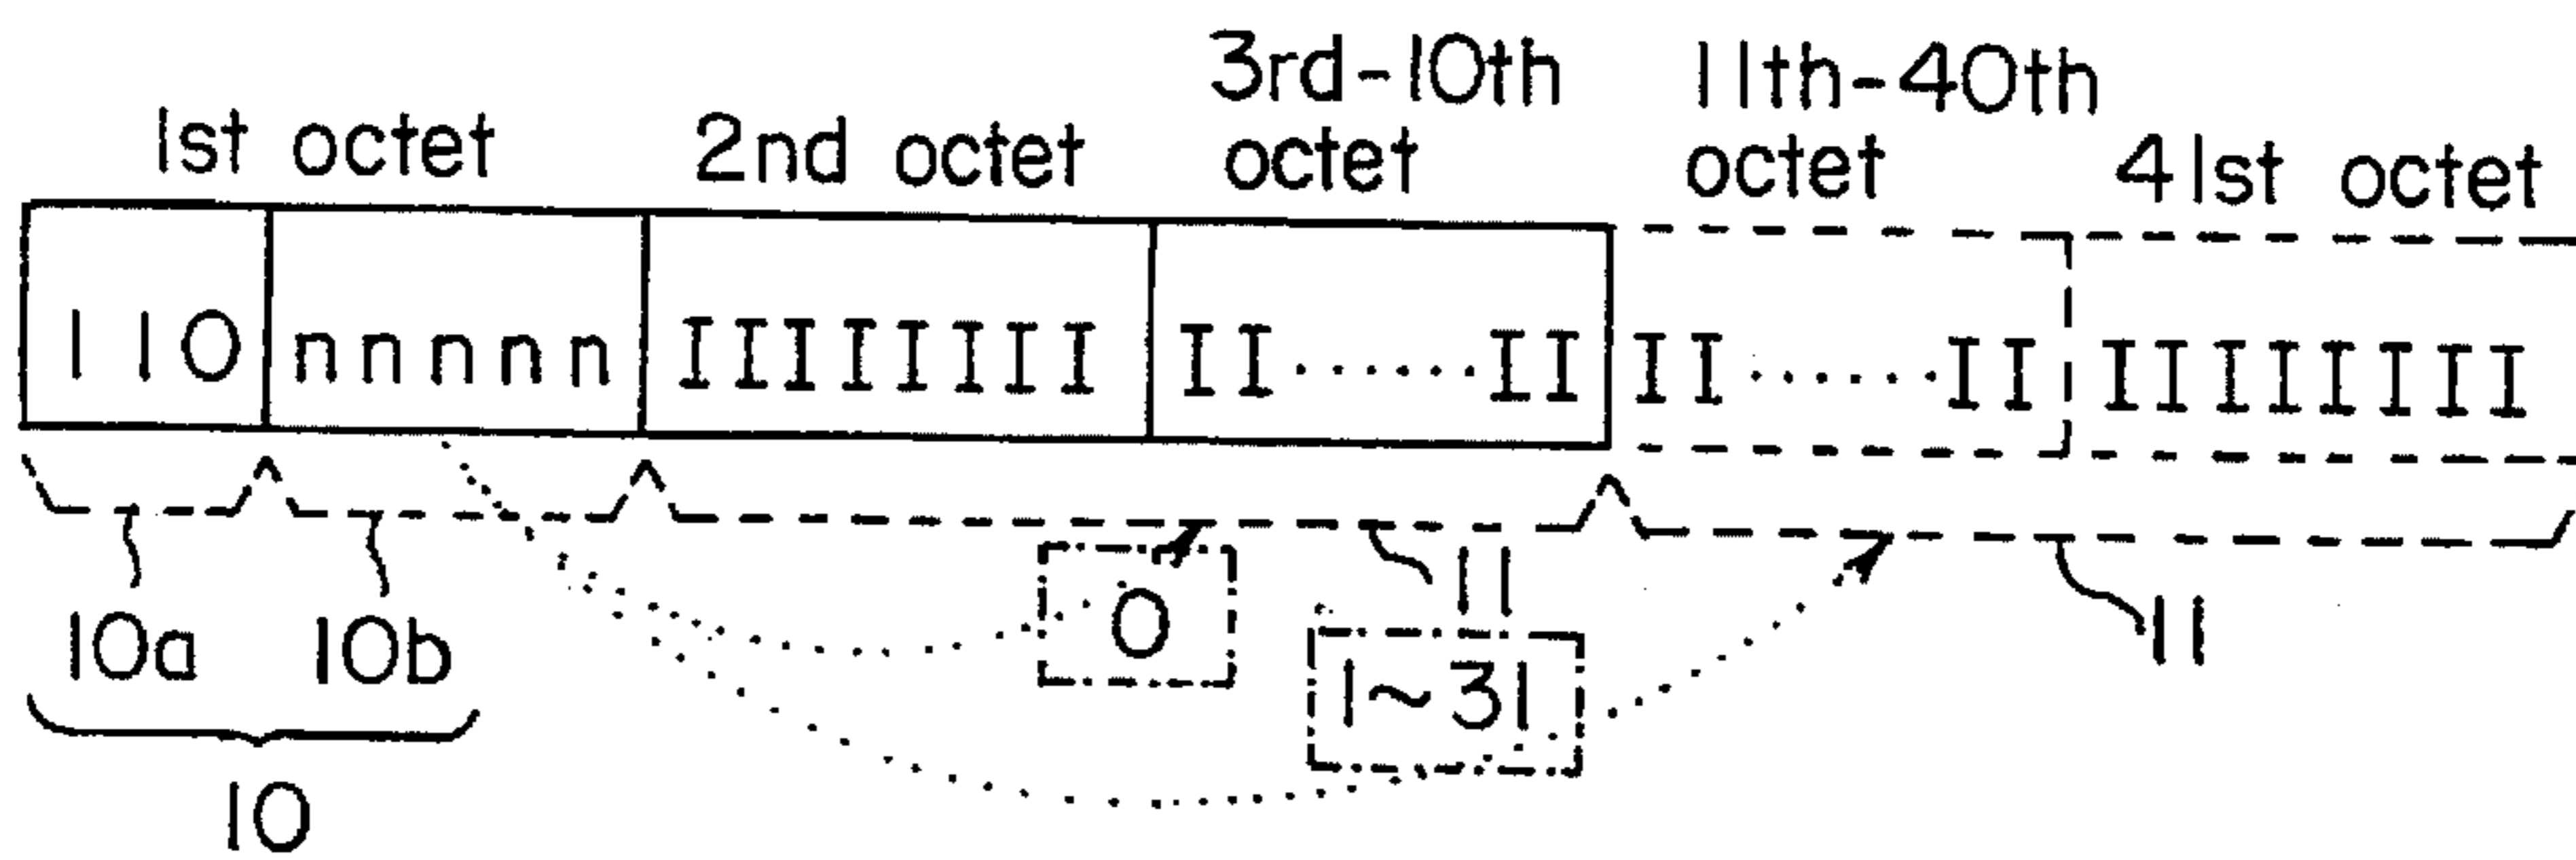 3rd-10th 11th-40th
1st octet 2nd octet octet octet 41st octet
110 nnnnn IIIIIIII II······II II······II IIIIIIII
0 11
10a 10b 1~31 11
10